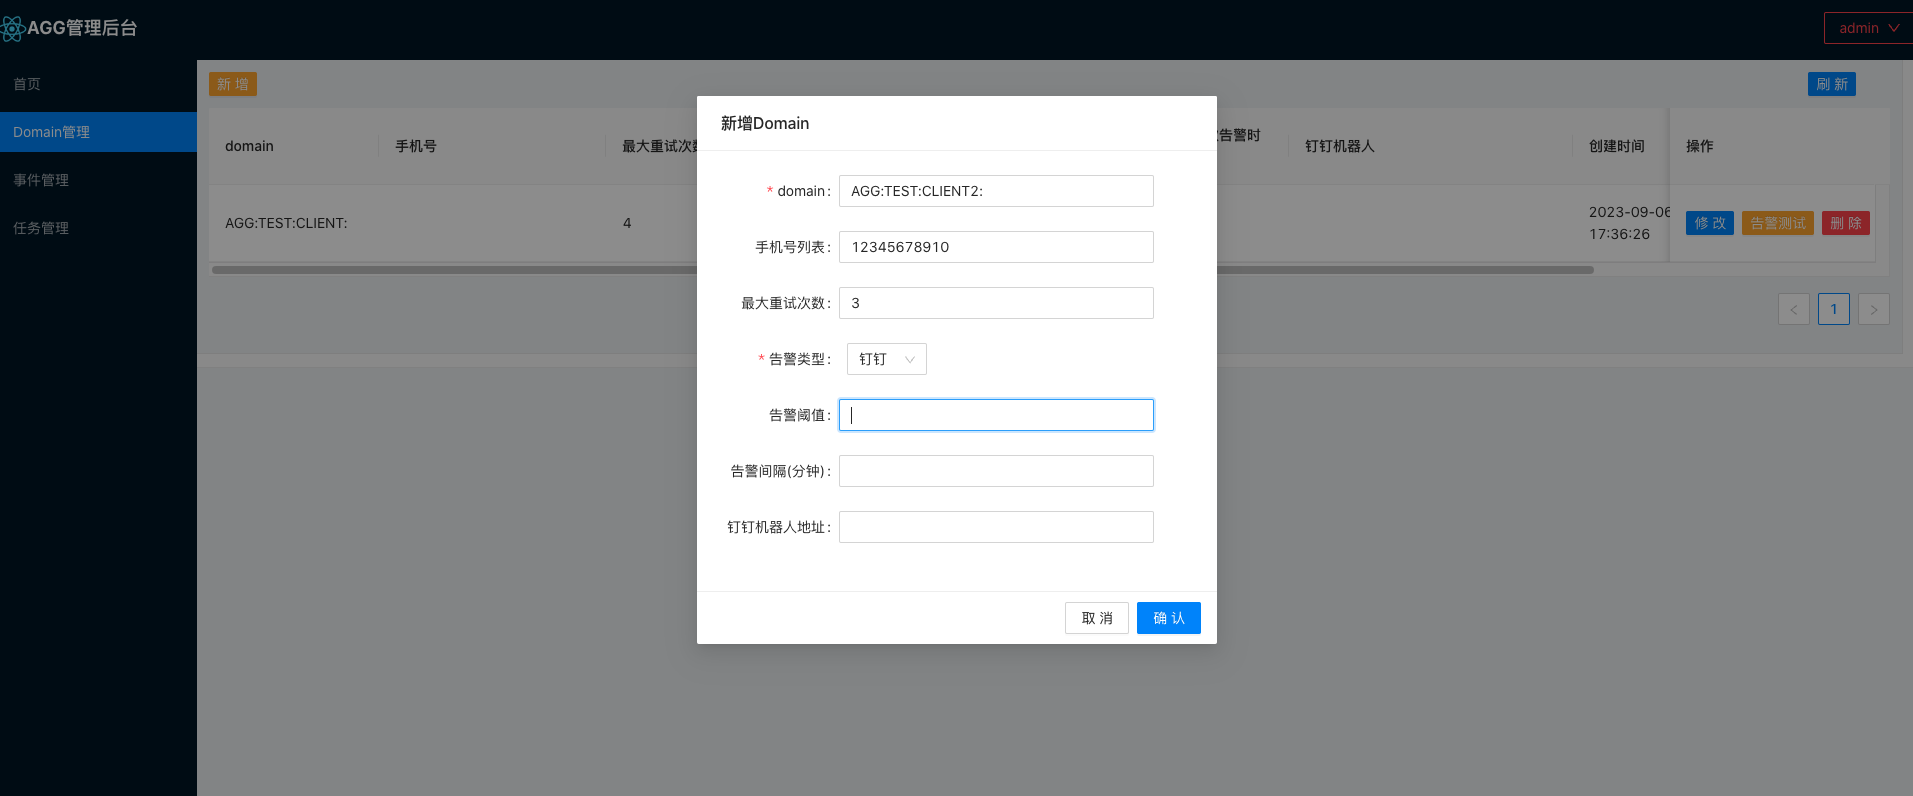 AGG管理后台
admin
首页
Domain管理
事件管理
任务管理
新 增
刷 新
domain
手机号
最大重试次
告警时
钉钉机器人
创建时间
操作
AGG:TEST:CLIENT:
4
2023-09-06
17:36:26
修 改
告警测试
删 除
1
新增Domain
* domain:
AGG:TEST:CLIENT2:
手机号列表:
12345678910
最大重试次数:
3
* 告警类型:
钉钉
告警阈值:
告警间隔(分钟):
钉钉机器人地址:
取 消
确 认